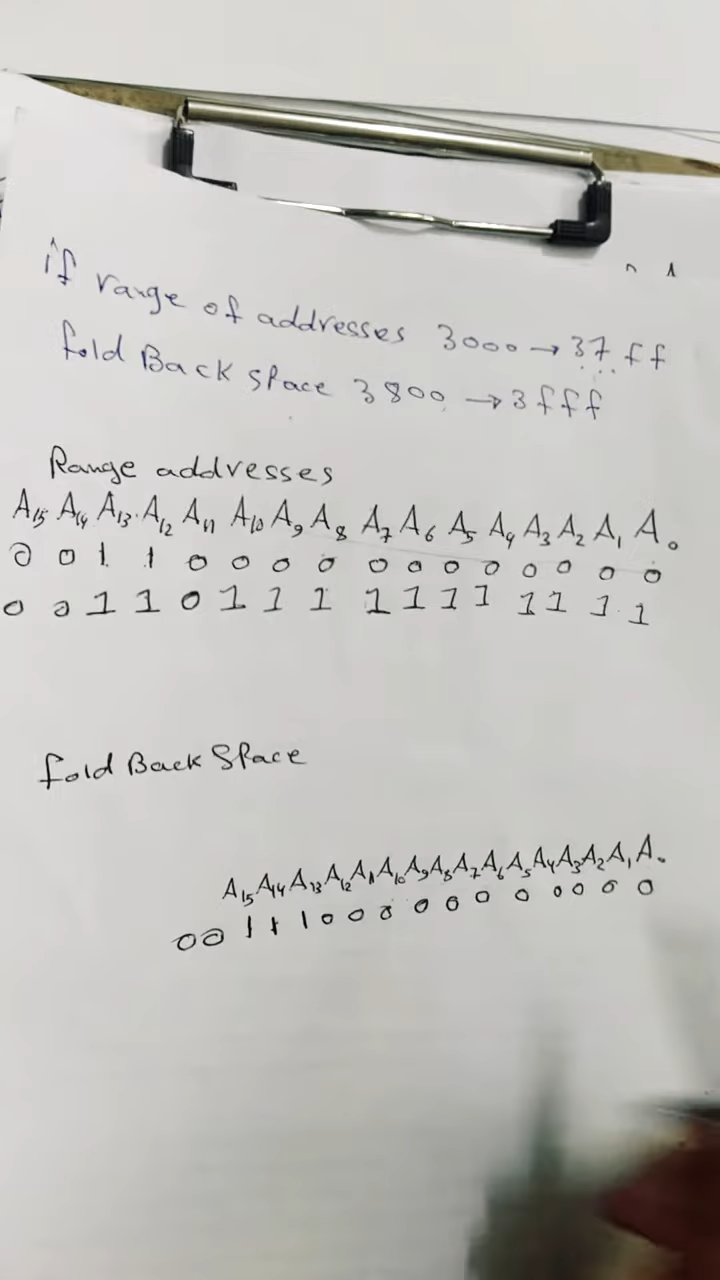 if range of addresses 3000 → 37ff
fold Back space 3800 → 3fff
Range addresses
A15 A14 A13 A12 A11 A10 A9 A8 A7 A6 A5 A4 A3 A2 A1 A0
0 0 1 1 0 0 0 0 0 0 0 0 0 0 0 0
0 0 1 1 0 1 1 1 1 1 1 1 1 1 1 1
fold Back Space
A15 A14 A13 A12 A11 A10 A9 A8 A7 A6 A5 A4 A3 A2 A1 A0
0 0 1 1 1 0 0 0 0 0 0 0 0 0 0 0